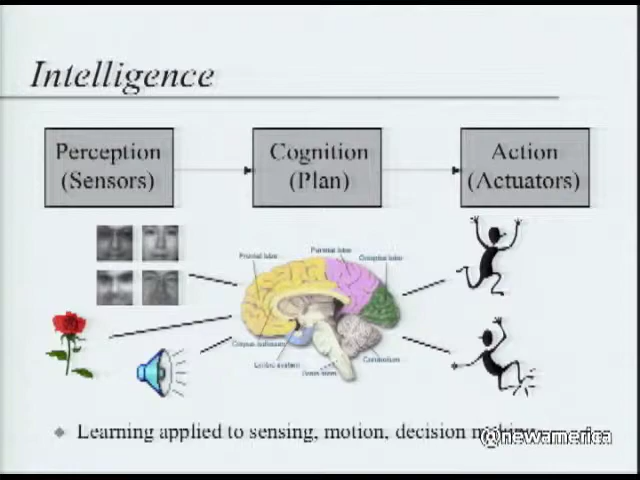 Intelligence
Perception
(Sensors)
Cognition
(Plan)
Action
(Actuators)
Frontal lobe
Parietal lobe
Occipital lobe
Corpus callosum
Limbic system
Brain stem
Cerebellum
Learning applied to sensing, motion, decision
@newamerica